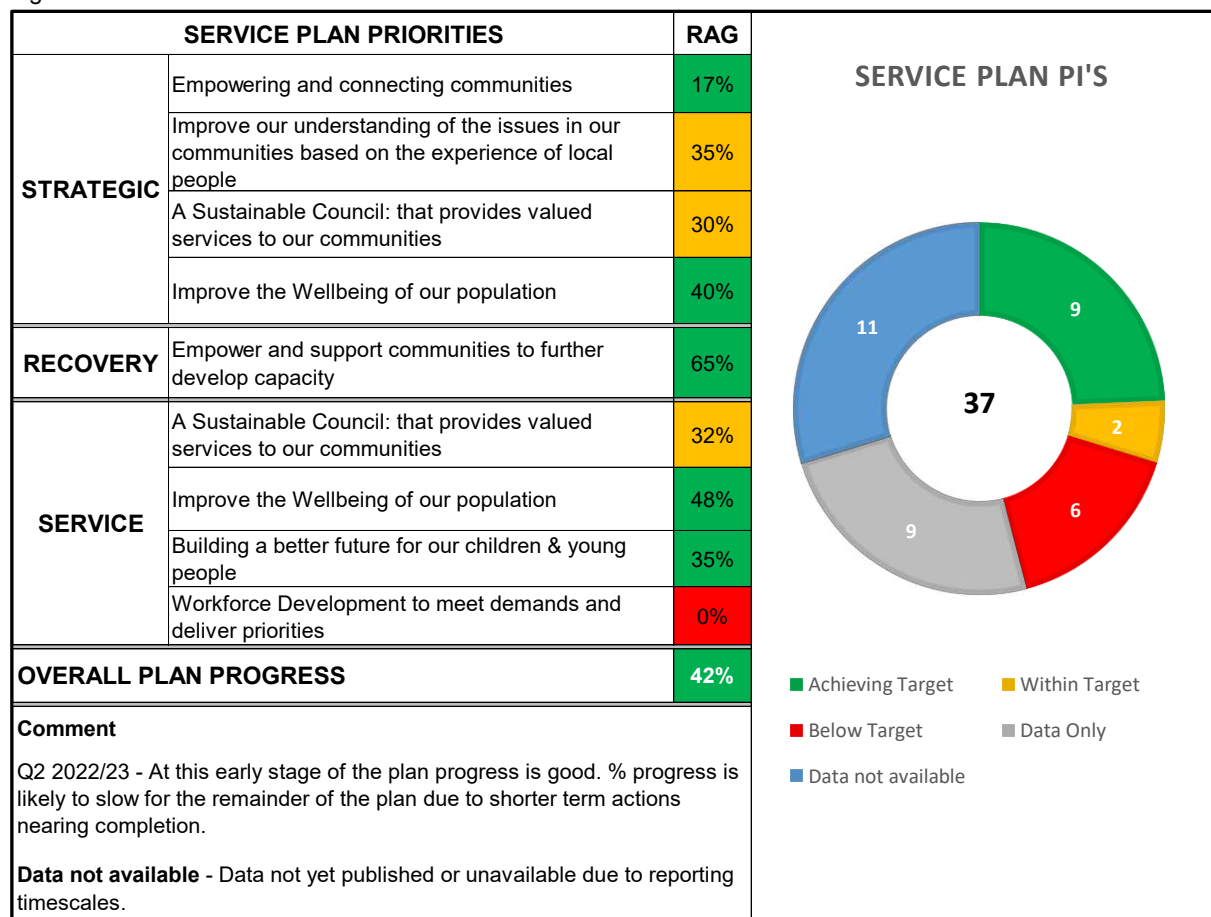 SERVICE PLAN PRIORITIES RAG
STRATEGIC
Empowering and connecting communities 17%
Improve our understanding of the issues in our
communities based on the experience of local
people
35%
A Sustainable Council: that provides valued
services to our communities
30%
Improve the Wellbeing of our population 40%
RECOVERY
Empower and support communities to further
develop capacity
65%
SERVICE
A Sustainable Council: that provides valued
services to our communities
32%
Improve the Wellbeing of our population 48%
Building a better future for our children & young
people
35%
Workforce Development to meet demands and
deliver priorities
0%
OVERALL PLAN PROGRESS 42%
Comment
Q2 2022/23 - At this early stage of the plan progress is good. % progress is
likely to slow for the remainder of the plan due to shorter term actions
nearing completion.
Data not available - Data not yet published or unavailable due to reporting
timescales.
SERVICE PLAN PI'S
9
2
6
9
11
37
Achieving Target
Within Target
Below Target
Data Only
Data not available